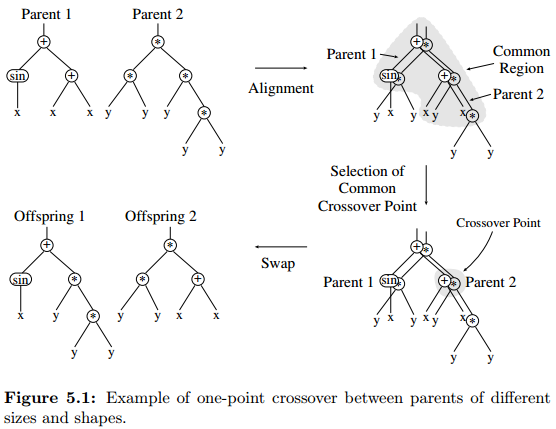 Parent 1 Parent 2
+ *
sin + * *
x x x y y y *
y y
Alignment
Parent 1
+ *
sin * + *
Common
Region
Parent 2
y x y x y x *
y y
Selection of
Common
Crossover Point
Crossover Point
+ *
Parent 1 sin * + * Parent 2
y x y x y x *
y y
Swap
Offspring 1 Offspring 2
+ *
sin * * +
x y * y y x x
y y
Figure 5.1: Example of one-point crossover between parents of different
sizes and shapes.